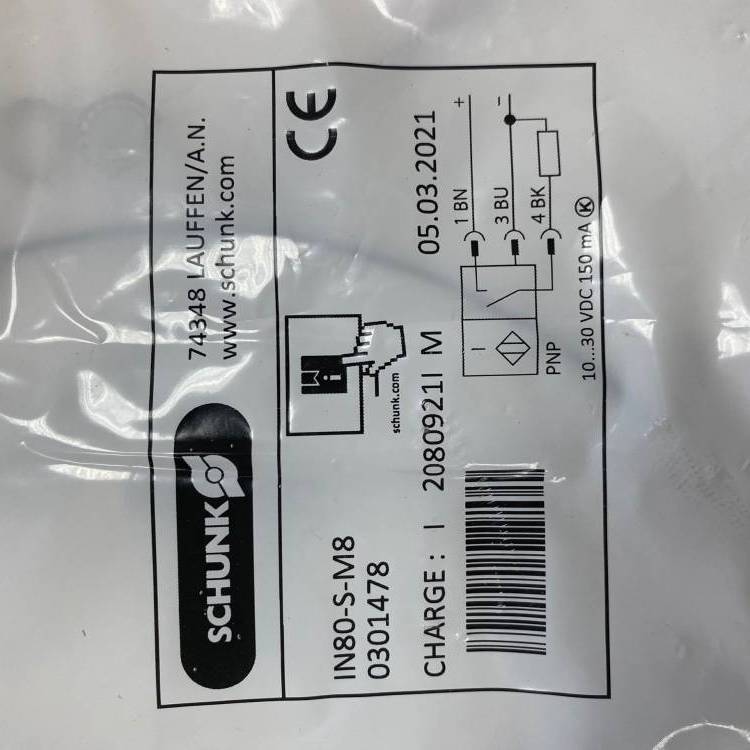 SCHUNK
74348 LAUFFEN/A.N.
www.schunk.com
IN80-S-M8
0301478
schunk.com
CE
CHARGE : I 2080921I M
05.03.2021
PNP
1 BN +
3 BU -
4 BK
10...30 VDC 150 mA K